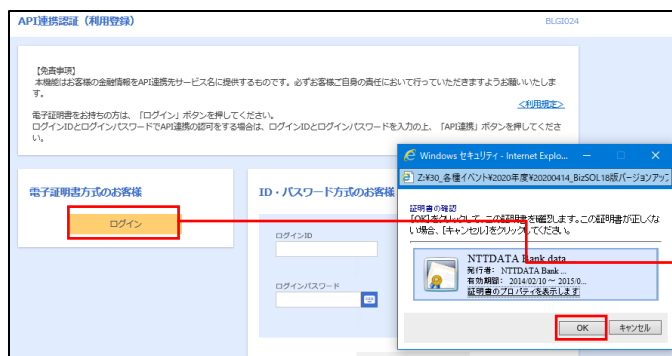 API連携認証（利用登録）
BLGI024
【免責事項】
本機能はお客様の金融情報をAPI連携先サービス名に提供するものです。必ずお客様ご自身の責任において行っていただきますようお願いいたします。
＜利用規定＞
電子証明書をお持ちの方は、「ログイン」ボタンを押してください。
ログインIDとログインパスワードでAPI連携の認可をする場合は、ログインIDとログインパスワードを入力の上、「API連携」ボタンを押してください。
電子証明書方式のお客様
ログイン
ID・パスワード方式のお客様
ログインID
ログインパスワード
Windows セキュリティ - Internet Explo...
Z:¥30_各種イベント¥2020年度¥20200414_BizSOL18版バージョンアップ
証明書の確認
[OK]をクリックして、この証明書を確認します。この証明書が正しくない場合、[キャンセル]をクリックしてください。
NTTDATA Bank data
発行者: NTTDATA Bank ...
有効期限: 2014/02/10 ～ 2015/0...
証明書のプロパティを表示します
OK
キャンセル